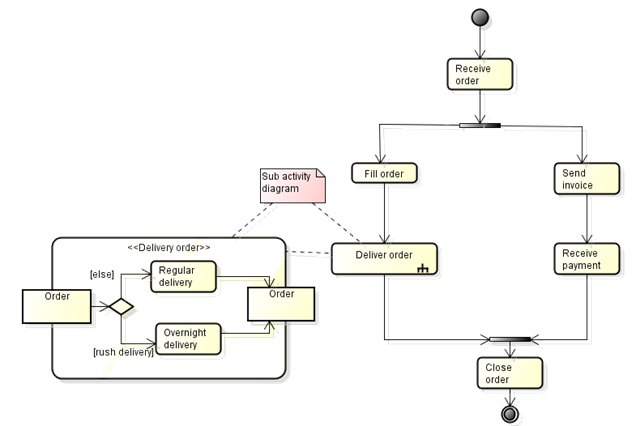 Receive
order
Fill order
Send
invoice
Sub activity
diagram
Deliver order
Receive
payment
<<Delivery order>>
[else]
Regular
delivery
Order
Order
Overnight
delivery
[rush delivery]
Close
order